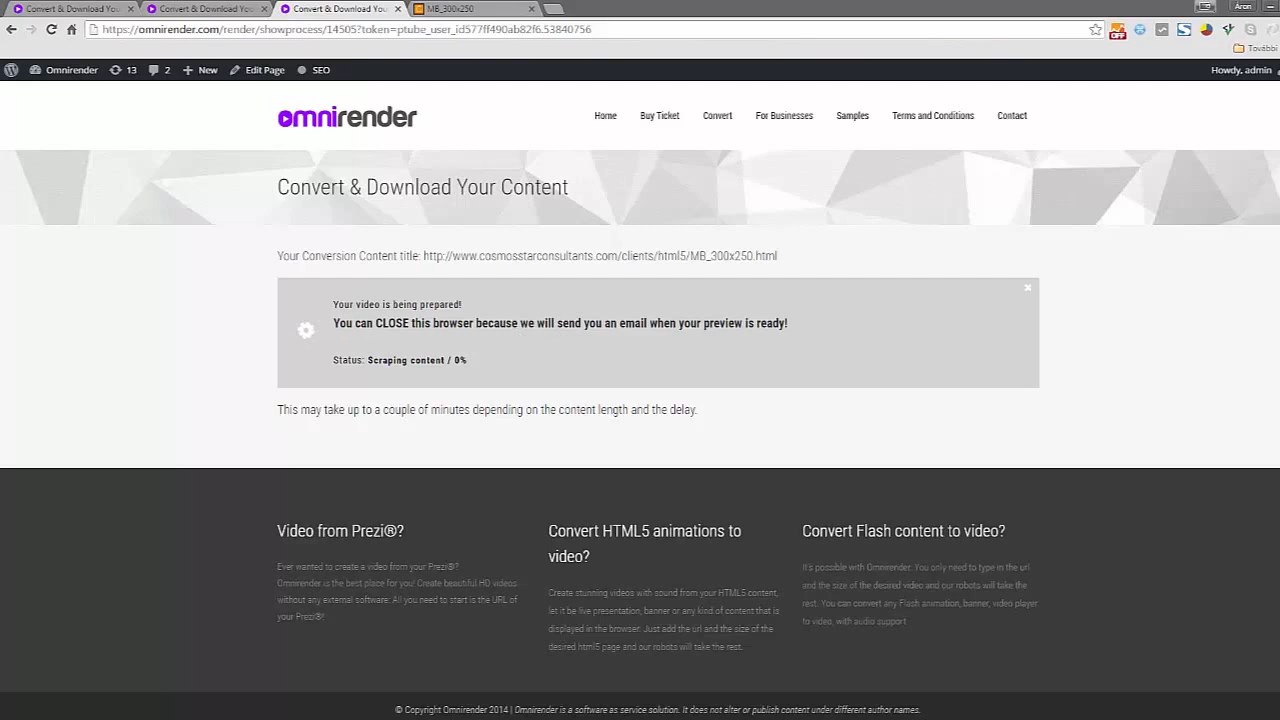 Convert & Download You
Convert & Download You
Convert & Download You
MB_300x250
Aron
https://omnirender.com/render/showprocess/14505?token=ptube_user_id577ff490ab82f6.53840756
OFF
További
Omnirender 13 2 New Edit Page SEO
Howdy, admin
omnirender
Home Buy Ticket Convert For Businesses Samples Terms and Conditions Contact
Convert & Download Your Content
Your Conversion Content title: http://www.cosmosstarconsultants.com/clients/html5/MB_300x250.html
Your video is being prepared!
You can CLOSE this browser because we will send you an email when your preview is ready!
Status: Scraping content / 0%
This may take up to a couple of minutes depending on the content length and the delay.
Video from Prezi®?
Ever wanted to create a video from your Prezi®?
Omnirender is the best place for you! Create beautiful HD videos
without any external software: All you need to start is the URL of
your Prezi®!
Convert HTML5 animations to
video?
Create stunning videos with sound from your HTML5 content,
let it be live presentation, banner or any kind of content that is
displayed in the browser. Just add the url and the size of the
desired html5 page and our robots will take the rest.
Convert Flash content to video?
It's possible with Omnirender. You only need to type in the url
and the size of the desired video and our robots will take the
rest. You can convert any Flash animation, banner, video player
to video, with audio support.
© Copyright Omnirender 2014 | Omnirender is a software as service solution. It does not alter or publish content under different author names.